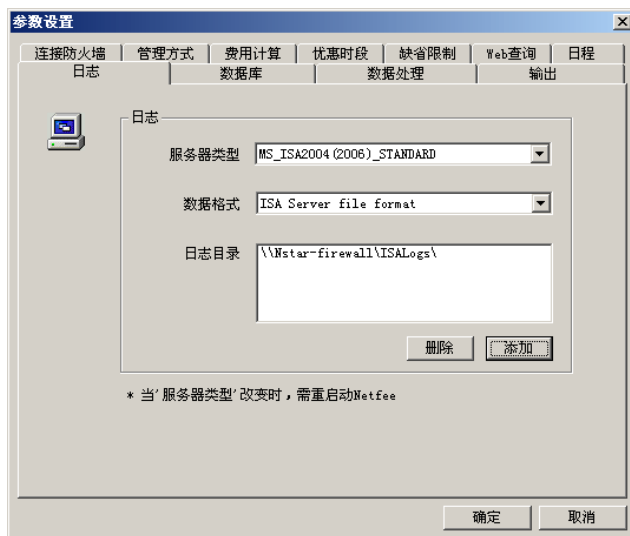 参数设置
连接防火墙 管理方式 费用计算 优惠时段 缺省限制 Web查询 日程
日志 数据库 数据处理 输出
日志
服务器类型 MS_ISA2004(2006)_STANDARD
数据格式 ISA Server file format
日志目录 \\Nstar-firewall\ISALogs\
删除 添加
* 当'服务器类型'改变时，需重启动Netfee
确定 取消